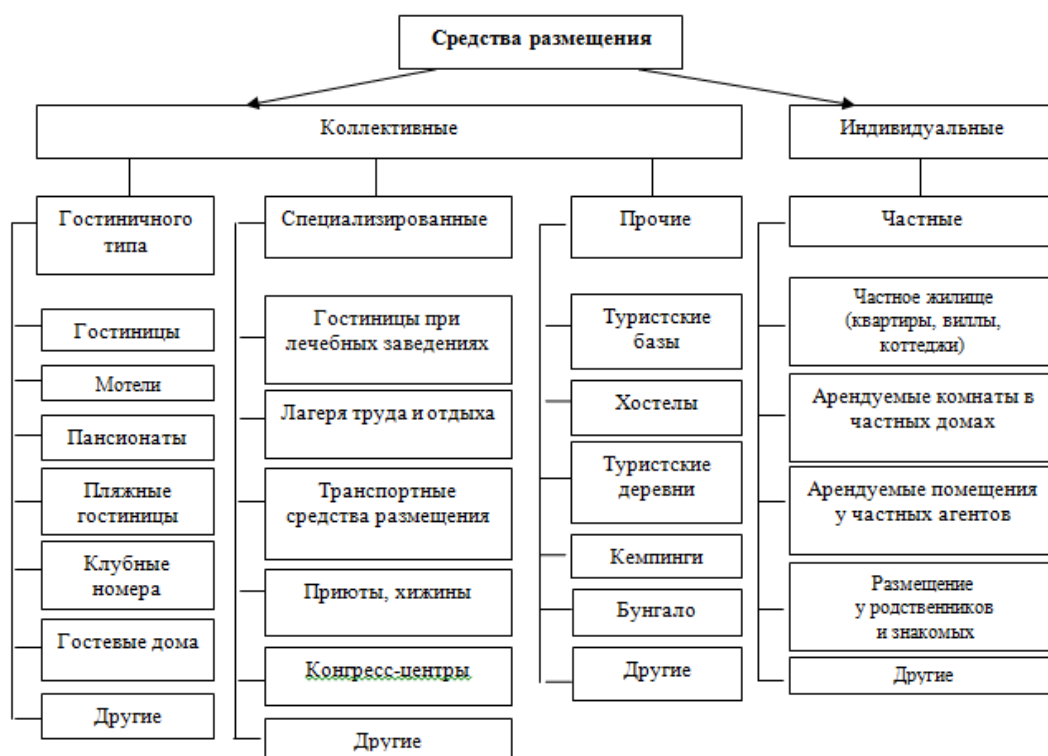 Средства размещения
Коллективные
Индивидуальные
Гостиничного
типа
Гостиницы
Мотели
Пансионаты
Пляжные
гостиницы
Клубные
номера
Гостевые дома
Другие
Специализированные
Гостиницы при
лечебных заведениях
Лагеря труда и отдыха
Транспортные
средства размещения
Приюты, хижины
Конгресс-центры
Другие
Прочие
Туристские
базы
Хостелы
Туристские
деревни
Кемпинги
Бунгало
Другие
Частные
Частное жилище
(квартиры, виллы,
коттеджи)
Арендуемые комнаты в
частных домах
Арендуемые помещения
у частных агентов
Размещение
у родственников
и знакомых
Другие